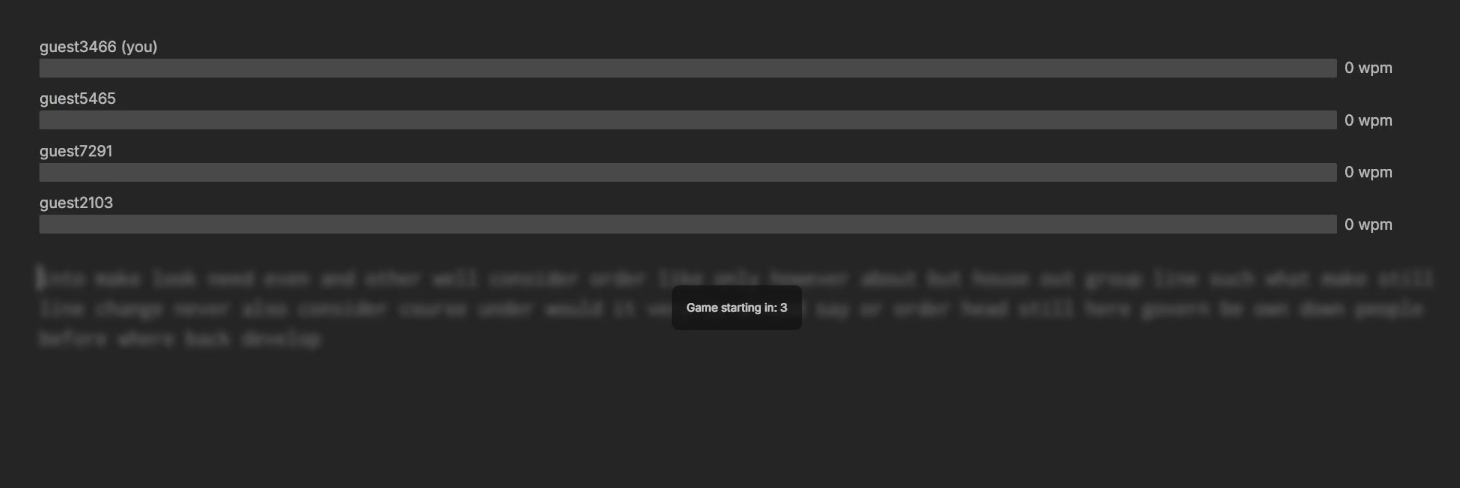 guest3466 (you)
0 wpm
guest5465
0 wpm
guest7291
0 wpm
guest2103
0 wpm
into make look need even and other well consider order like only however about but house out group line such what make still
line change never also consider course under would it say or order head still here govern be own down people
before where back develop
Game starting in: 3